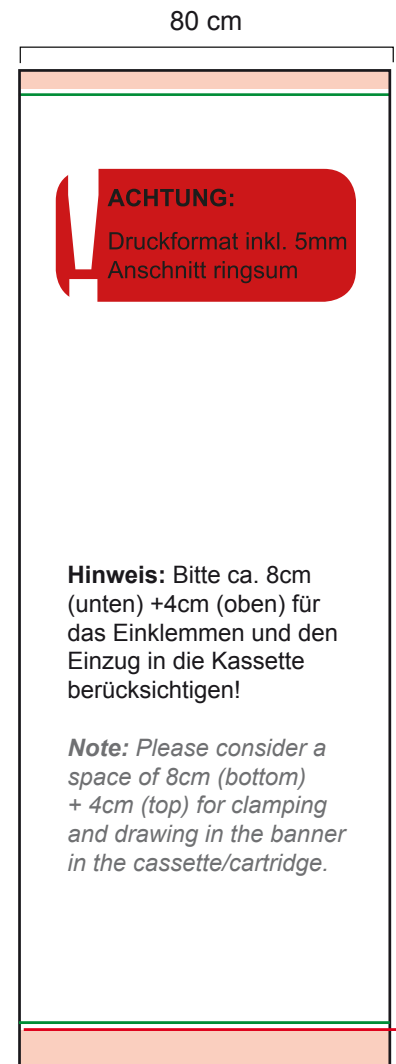 80 cm
ACHTUNG:
Druckformat inkl. 5mm
Anschnitt ringsum
Hinweis: Bitte ca. 8cm
(unten) +4cm (oben) für
das Einklemmen und den
Einzug in die Kassette
berücksichtigen!
Note: Please consider a
space of 8cm (bottom)
+ 4cm (top) for clamping
and drawing in the banner
in the cassette/cartridge.